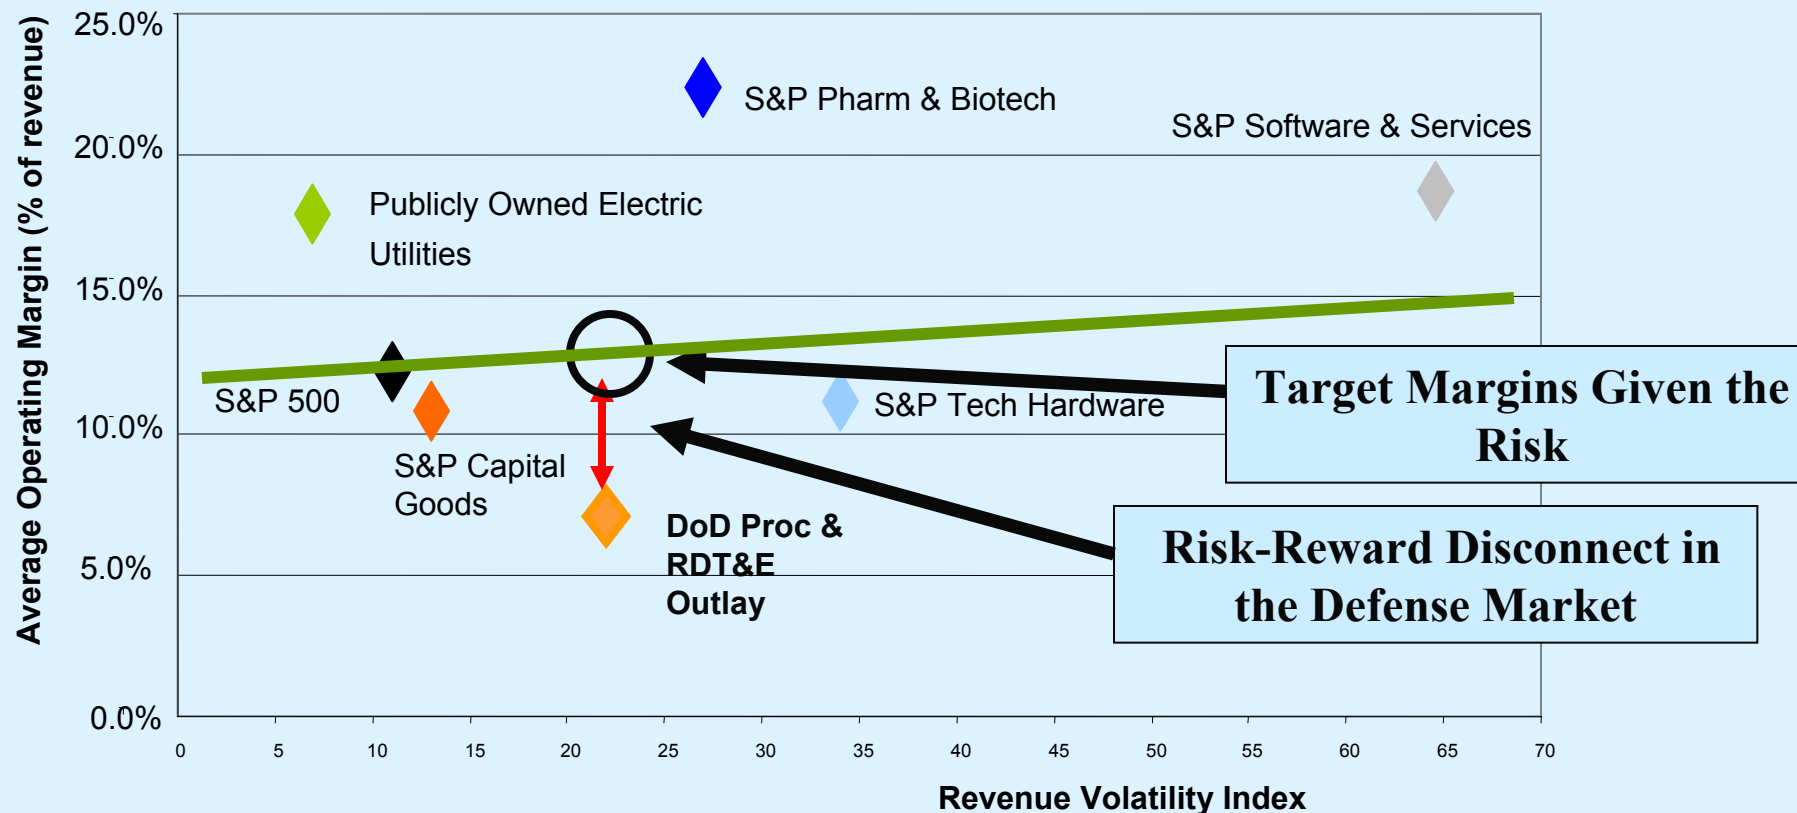 Average Operating Margin (% of revenue)
25.0%
20.0%
15.0%
10.0%
5.0%
0.0%
S&P Pharm & Biotech
S&P Software & Services
Publicly Owned Electric
Utilities
S&P 500
S&P Tech Hardware
S&P Capital
Goods
DoD Proc &
RDT&E
Outlay
Target Margins Given the
Risk
Risk-Reward Disconnect in
the Defense Market
0 5 10 15 20 25 30 35 40 45 50 55 60 65 70
Revenue Volatility Index